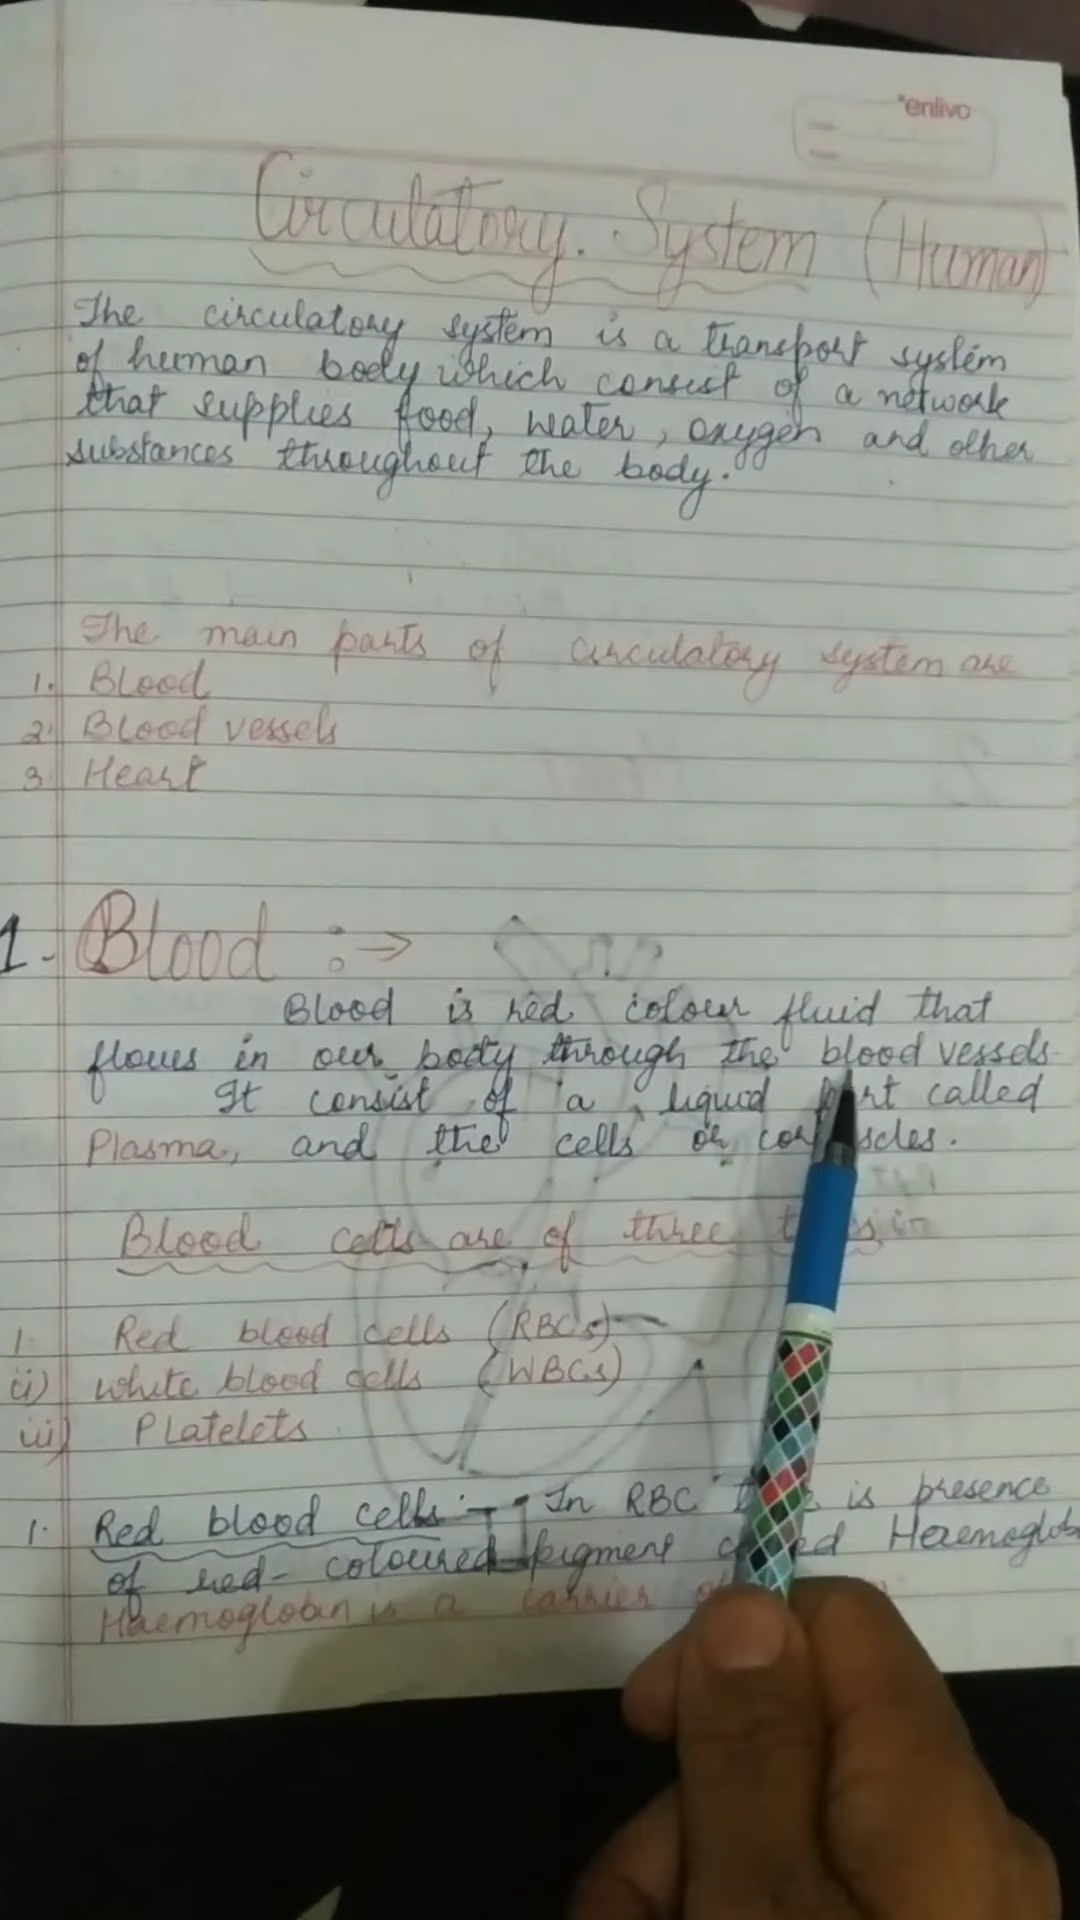 *enlivo
Circulatory System (Human)
The circulatory system is a transport system
of human body which consist of a network
that supplies food, water, oxygen and other
substances throughout the body.
The main parts of circulatory system are
1. Blood
2. Blood vessels
3. Heart
1. Blood :→
Blood is red colour fluid that
flows in our body through the blood vessels.
It consist of a liquid part called
Plasma, and the cells or
Blood cells are of three in
1. Red blood cells (RBCs)
ii) White blood cells (WBCs)
iii) Platelets
1. Red blood cells :- In RBC is presence
of red-coloured pigment
Haemoglobin is a carrier